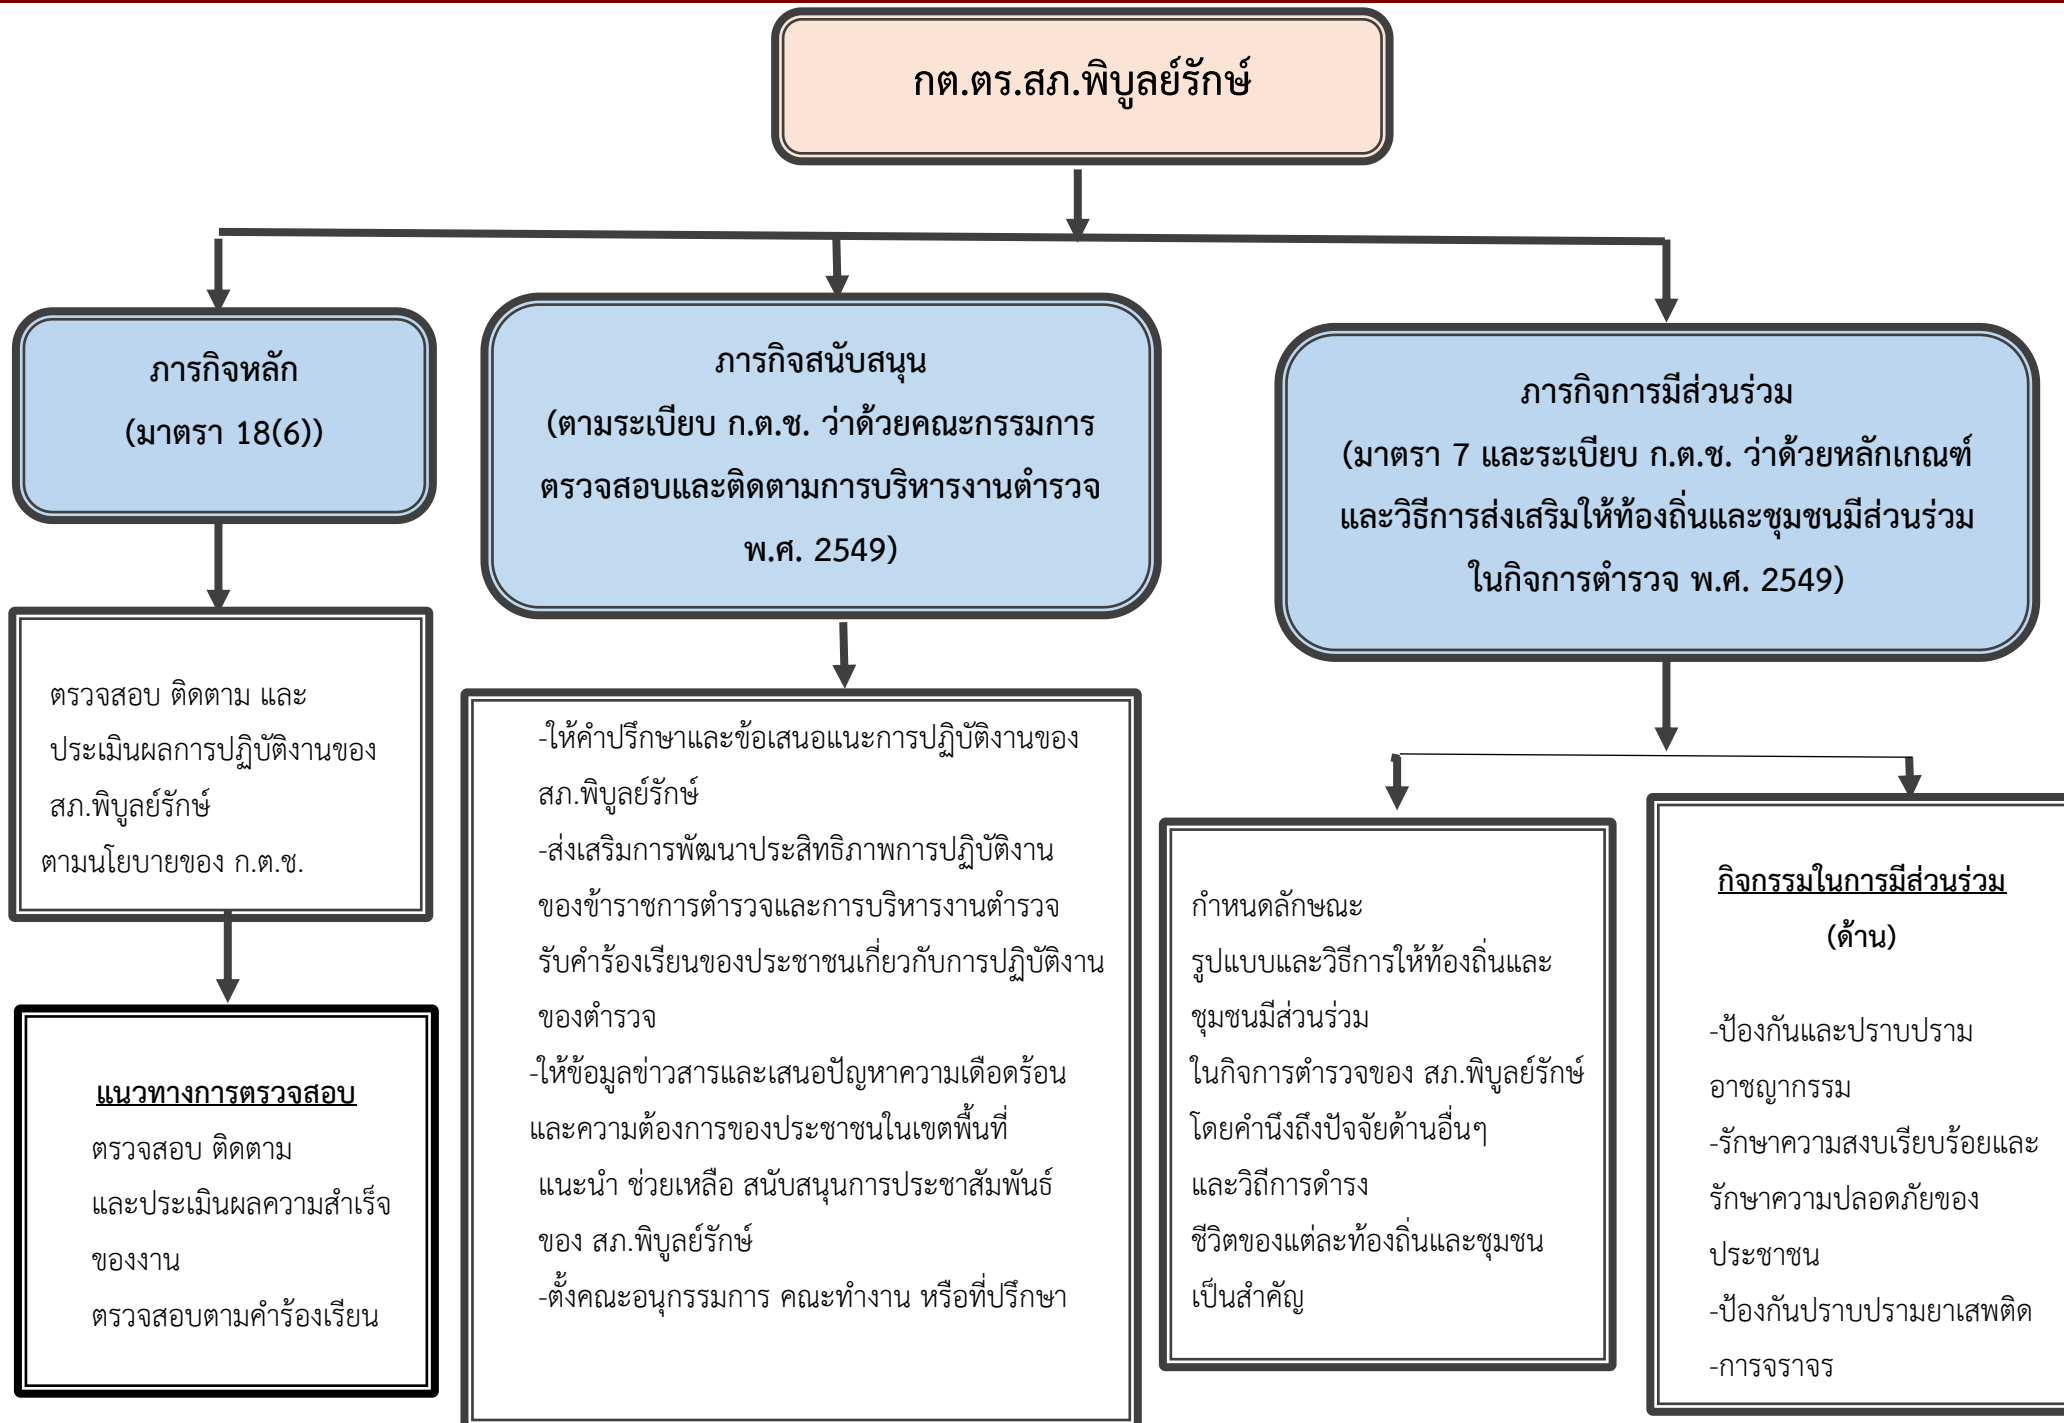 กต.ตร.สภ.พิบูลย์รักษ์
ภารกิจหลัก
(มาตรา 18(6))
ตรวจสอบ ติดตาม และ
ประเมินผลการปฏิบัติงานของ
สภ.พิบูลย์รักษ์
ตามนโยบายของ ก.ต.ช.
แนวทางการตรวจสอบ
ตรวจสอบ ติดตาม
และประเมินผลความสำเร็จ
ของงาน
ตรวจสอบตามคำร้องเรียน
ภารกิจสนับสนุน
(ตามระเบียบ ก.ต.ช. ว่าด้วยคณะกรรมการ
ตรวจสอบและติดตามการบริหารงานตำรวจ
พ.ศ. 2549)
-ให้คำปรึกษาและข้อเสนอแนะการปฏิบัติงานของ
สภ.พิบูลย์รักษ์
-ส่งเสริมการพัฒนาประสิทธิภาพการปฏิบัติงาน
ของข้าราชการตำรวจและการบริหารงานตำรวจ
รับคำร้องเรียนของประชาชนเกี่ยวกับการปฏิบัติงาน
ของตำรวจ
-ให้ข้อมูลข่าวสารและเสนอปัญหาความเดือดร้อน
และความต้องการของประชาชนในเขตพื้นที่
แนะนำ ช่วยเหลือ สนับสนุนการประชาสัมพันธ์
ของ สภ.พิบูลย์รักษ์
-ตั้งคณะอนุกรรมการ คณะทำงาน หรือที่ปรึกษา
ภารกิจการมีส่วนร่วม
(มาตรา 7 และระเบียบ ก.ต.ช. ว่าด้วยหลักเกณฑ์
และวิธีการส่งเสริมให้ท้องถิ่นและชุมชนมีส่วนร่วม
ในกิจการตำรวจ พ.ศ. 2549)
กำหนดลักษณะ
รูปแบบและวิธีการให้ท้องถิ่นและ
ชุมชนมีส่วนร่วม
ในกิจการตำรวจของ สภ.พิบูลย์รักษ์
โดยคำนึงถึงปัจจัยด้านอื่นๆ
และวิถีการดำรง
ชีวิตของแต่ละท้องถิ่นและชุมชน
เป็นสำคัญ
กิจกรรมในการมีส่วนร่วม
(ด้าน)
-ป้องกันและปราบปราม
อาชญากรรม
-รักษาความสงบเรียบร้อยและ
รักษาความปลอดภัยของ
ประชาชน
-ป้องกันปราบปรามยาเสพติด
-การจราจร